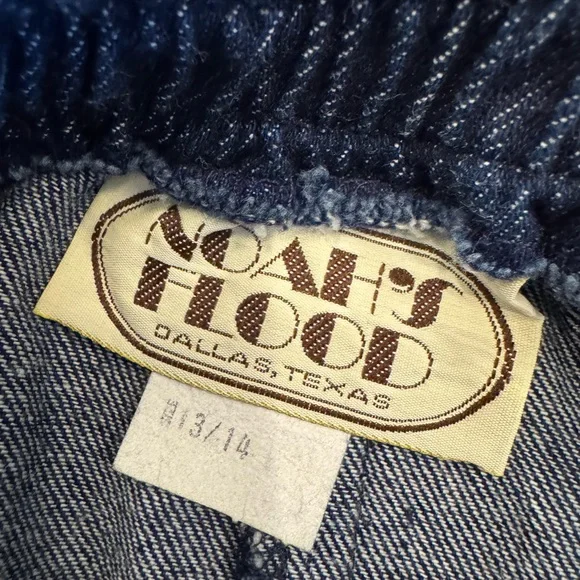 NOAH'S
FLOOD
DALLAS, TEXAS
13/14